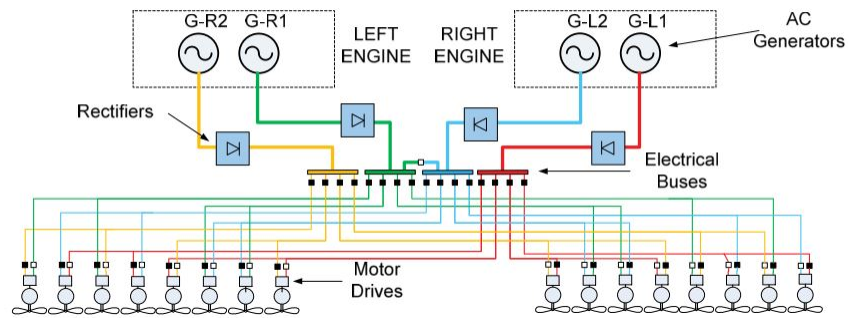 G-R2 G-R1
LEFT
ENGINE
RIGHT
ENGINE
G-L2 G-L1
AC
Generators
Rectifiers
Electrical
Buses
Motor
Drives